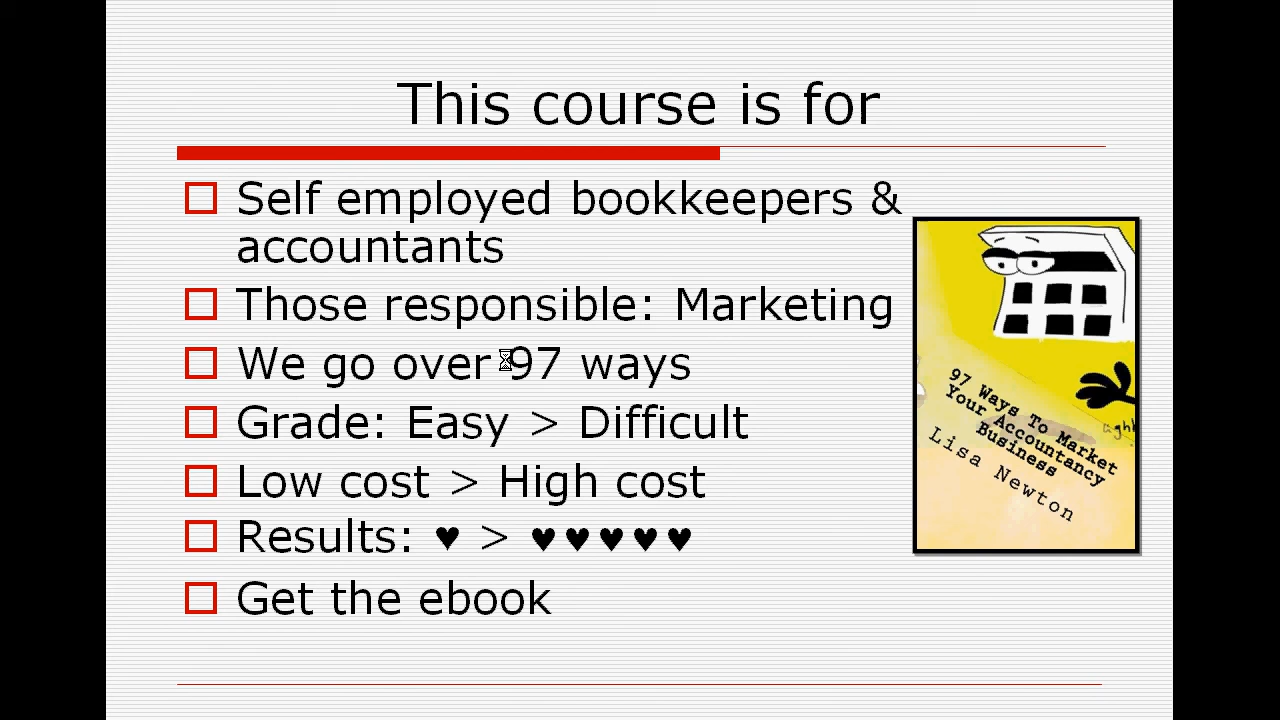 This course is for
Self employed bookkeepers &
accountants
Those responsible: Marketing
We go over 97 ways
Grade: Easy > Difficult
Low cost > High cost
Results: ♥ > ♥♥♥♥♥
Get the ebook
97 Ways To Market
Your Accountancy
Business
Lisa Newton